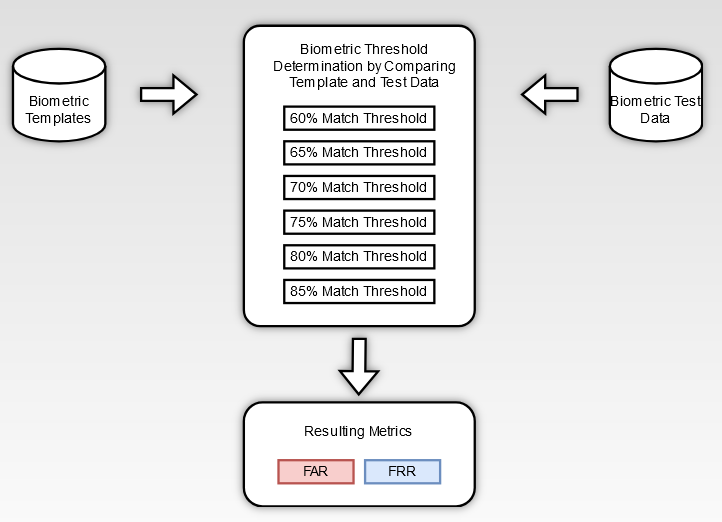 Biometric
Templates
Biometric Threshold
Determination by Comparing
Template and Test Data
60% Match Threshold
65% Match Threshold
70% Match Threshold
75% Match Threshold
80% Match Threshold
85% Match Threshold
Biometric Test
Data
Resulting Metrics
FAR
FRR